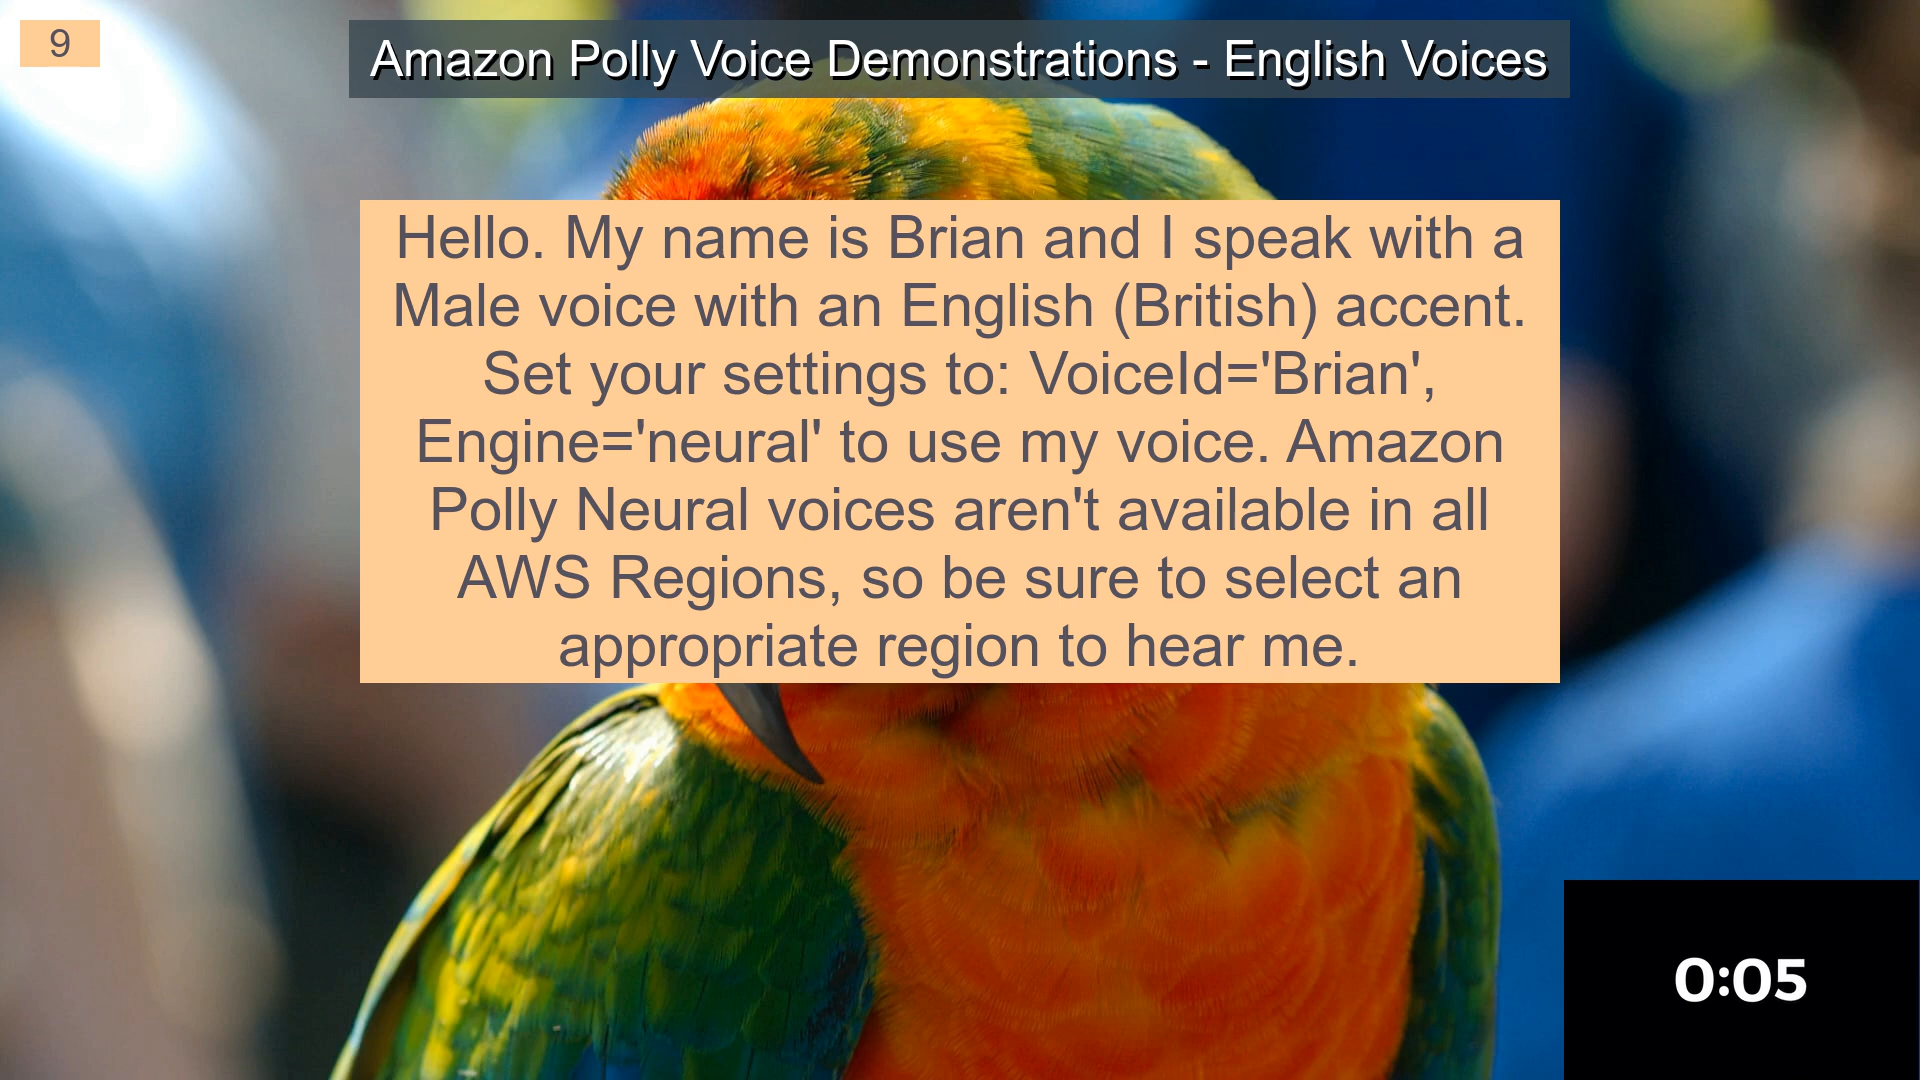 9
Amazon Polly Voice Demonstrations - English Voices
Hello. My name is Brian and I speak with a
Male voice with an English (British) accent.
Set your settings to: VoiceId='Brian',
Engine='neural' to use my voice. Amazon
Polly Neural voices aren't available in all
AWS Regions, so be sure to select an
appropriate region to hear me.
0:05